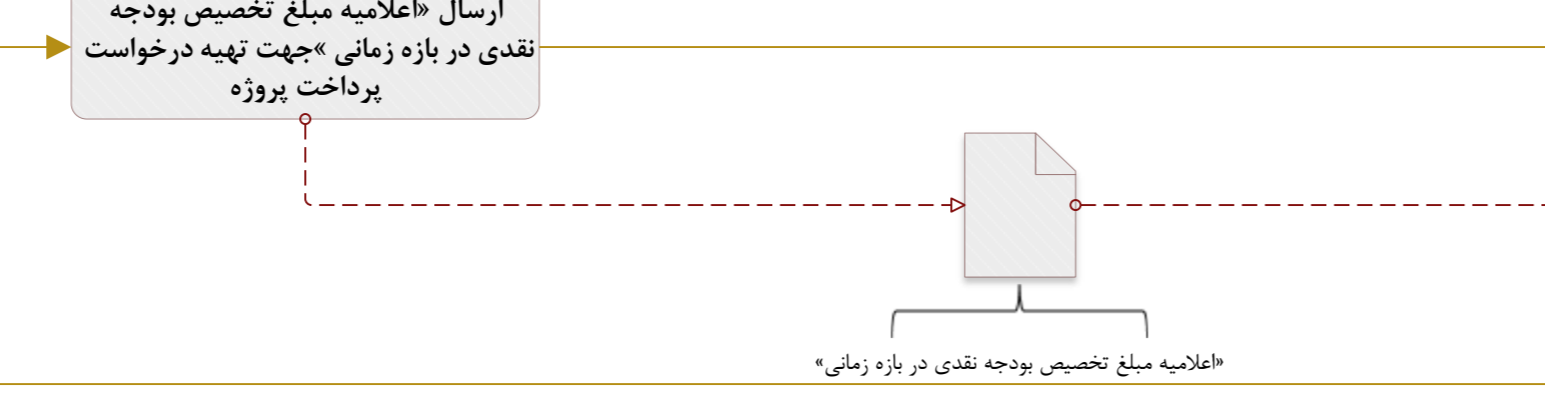 ارسال «اعلامیه مبلغ تخصیص بودجه
نقدی در بازه زمانی »جهت تهیه درخواست
پرداخت پروژه
«اعلامیه مبلغ تخصیص بودجه نقدی در بازه زمانی»